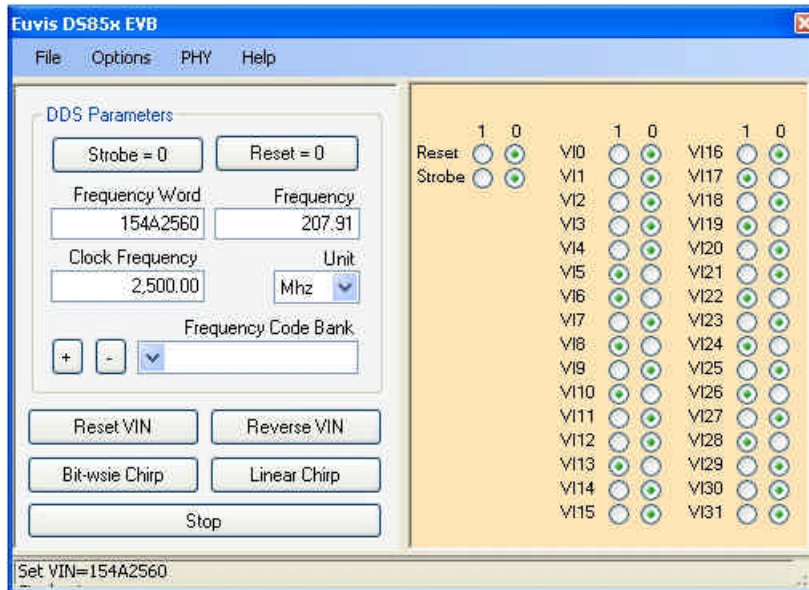 Euvis DS85x EVB
File Options PHY Help
DDS Parameters
Strobe = 0 Reset = 0
Frequency Word Frequency
154A2560 207.91
Clock Frequency Unit
2,500.00 Mhz
Frequency Code Bank
+ -
Reset VIN Reverse VIN
Bit-wsie Chirp Linear Chirp
Stop
1 0 1 0 1 0
Reset VI0 VI16
Strobe VI1 VI17
VI2 VI18
VI3 VI19
VI4 VI20
VI5 VI21
VI6 VI22
VI7 VI23
VI8 VI24
VI9 VI25
VI10 VI26
VI11 VI27
VI12 VI28
VI13 VI29
VI14 VI30
VI15 VI31
Set VIN=154A2560